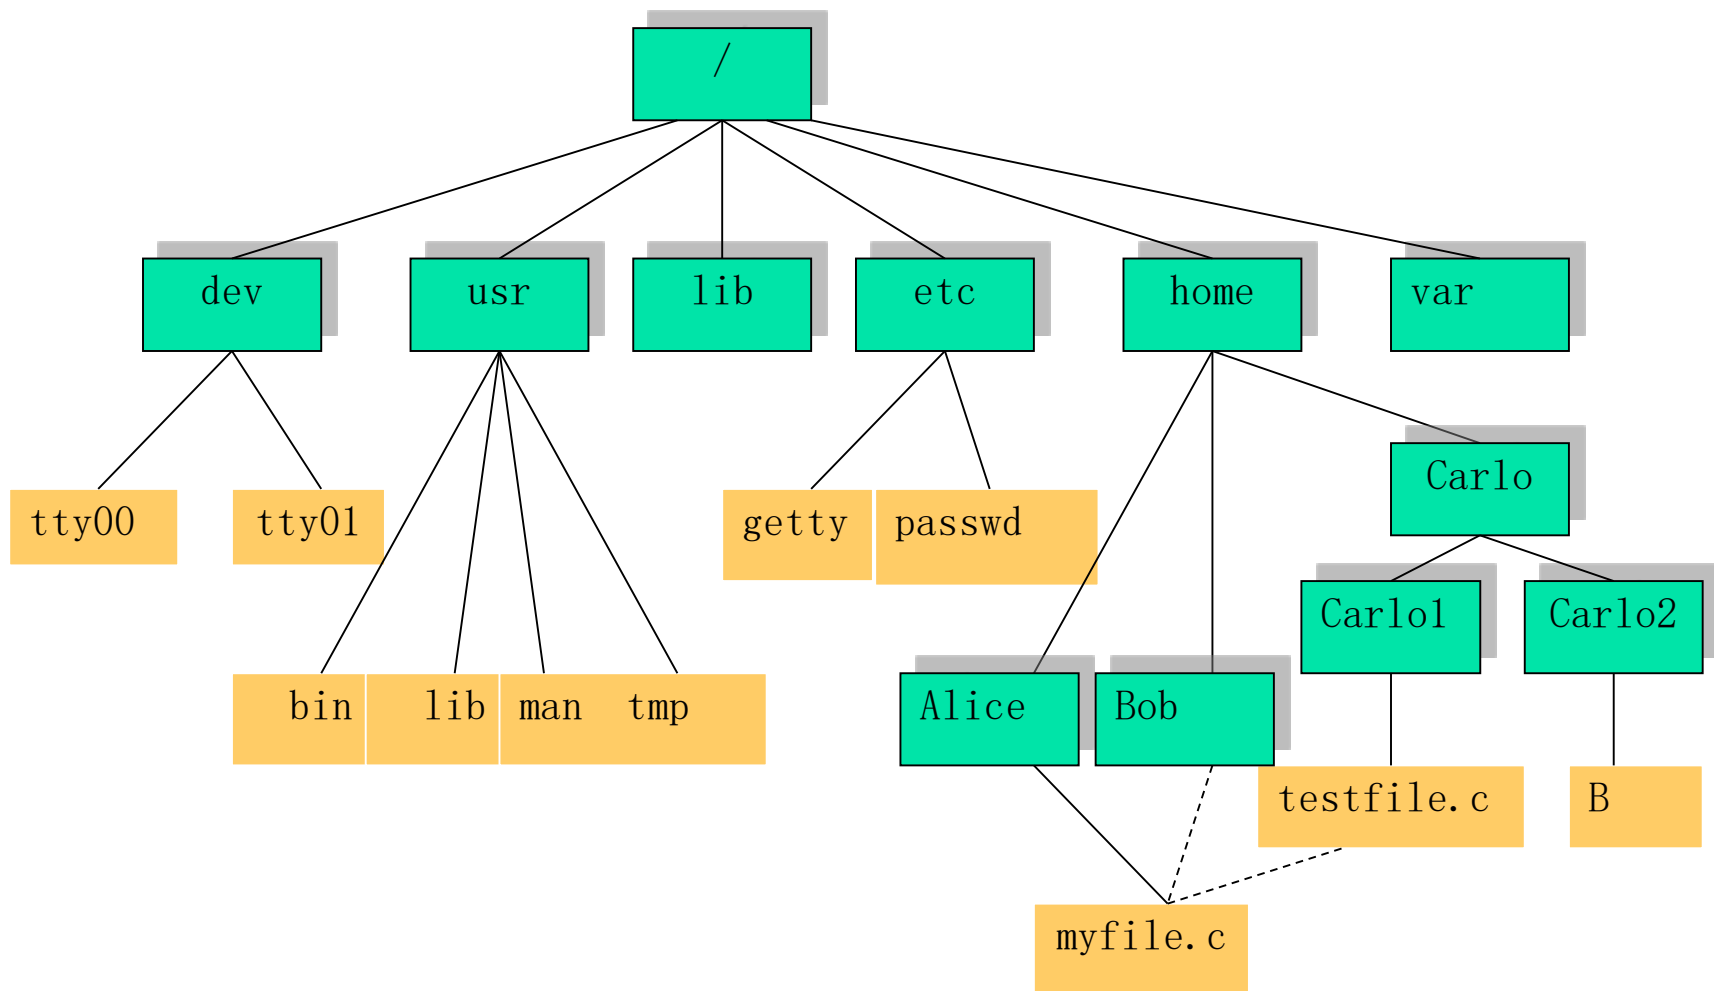 /
dev
usr
lib
etc
home
var
Carlo
tty00
tty01
getty
passwd
Carlo1
Carlo2
bin
lib
man
tmp
Alice
Bob
testfile.c
B
myfile.c